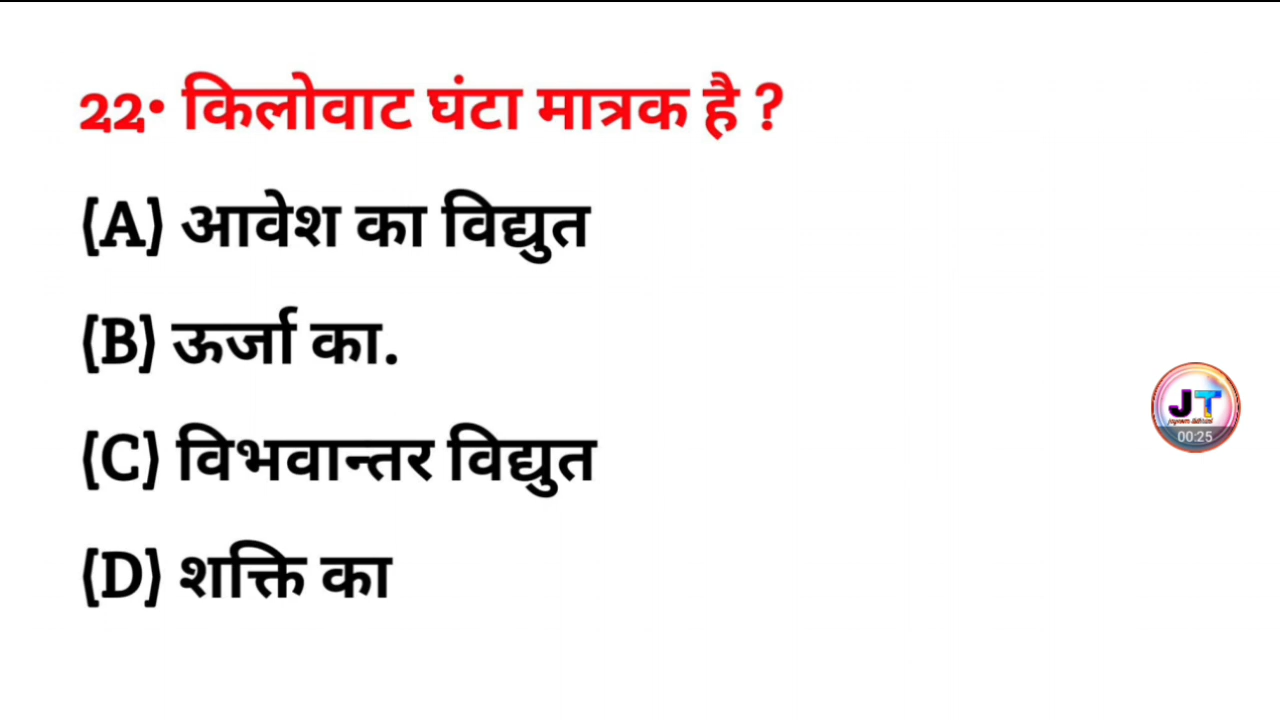 22• किलोवाट घंटा मात्रक है ?
(A) आवेश का विद्युत
(B) ऊर्जा का.
(C) विभवान्तर विद्युत
(D) शक्ति का
JT
00:25